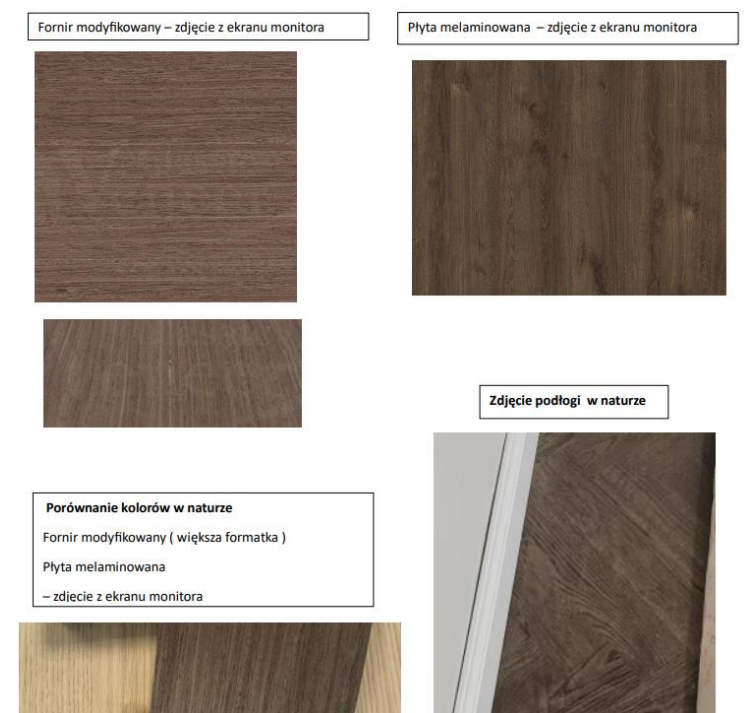 Fornir modyfikowany – zdjęcie z ekranu monitora
Płyta melaminowana – zdjęcie z ekranu monitora
Zdjęcie podłogi w naturze
Porównanie kolorów w naturze
Fornir modyfikowany ( większa formatka )
Płyta melaminowana
– zdjęcie z ekranu monitora